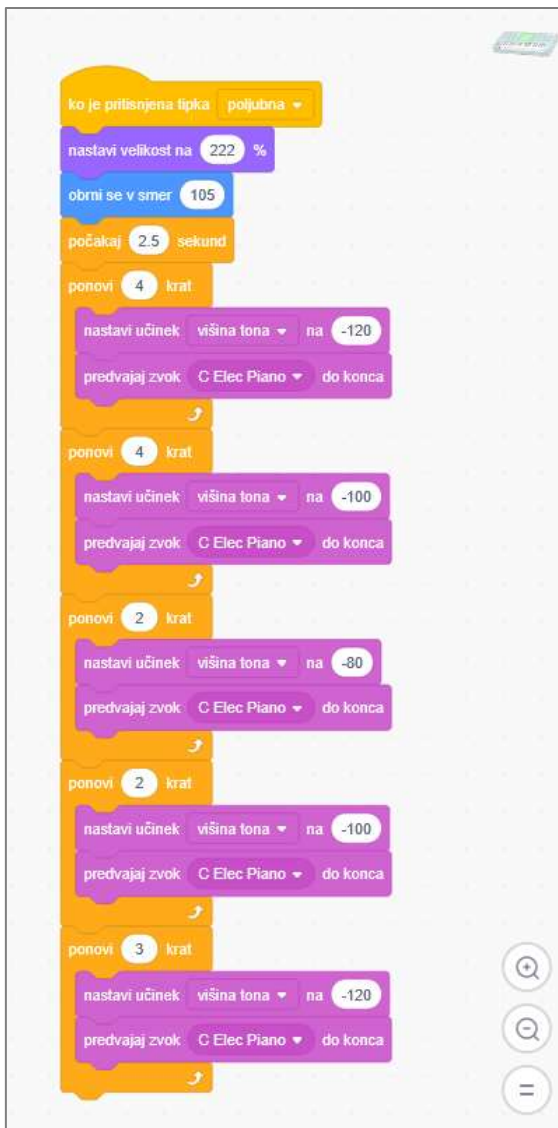 ko je pritisnjena tipka poljubna
nastavi velikost na 222 %
obrni se v smer 105
počakaj 2.5 sekund
ponovi 4 krat
nastavi učinek višina tona na -120
predvajaj zvok C Elec Piano do konca
ponovi 4 krat
nastavi učinek višina tona na -100
predvajaj zvok C Elec Piano do konca
ponovi 2 krat
nastavi učinek višina tona na -80
predvajaj zvok C Elec Piano do konca
ponovi 2 krat
nastavi učinek višina tona na -100
predvajaj zvok C Elec Piano do konca
ponovi 3 krat
nastavi učinek višina tona na -120
predvajaj zvok C Elec Piano do konca